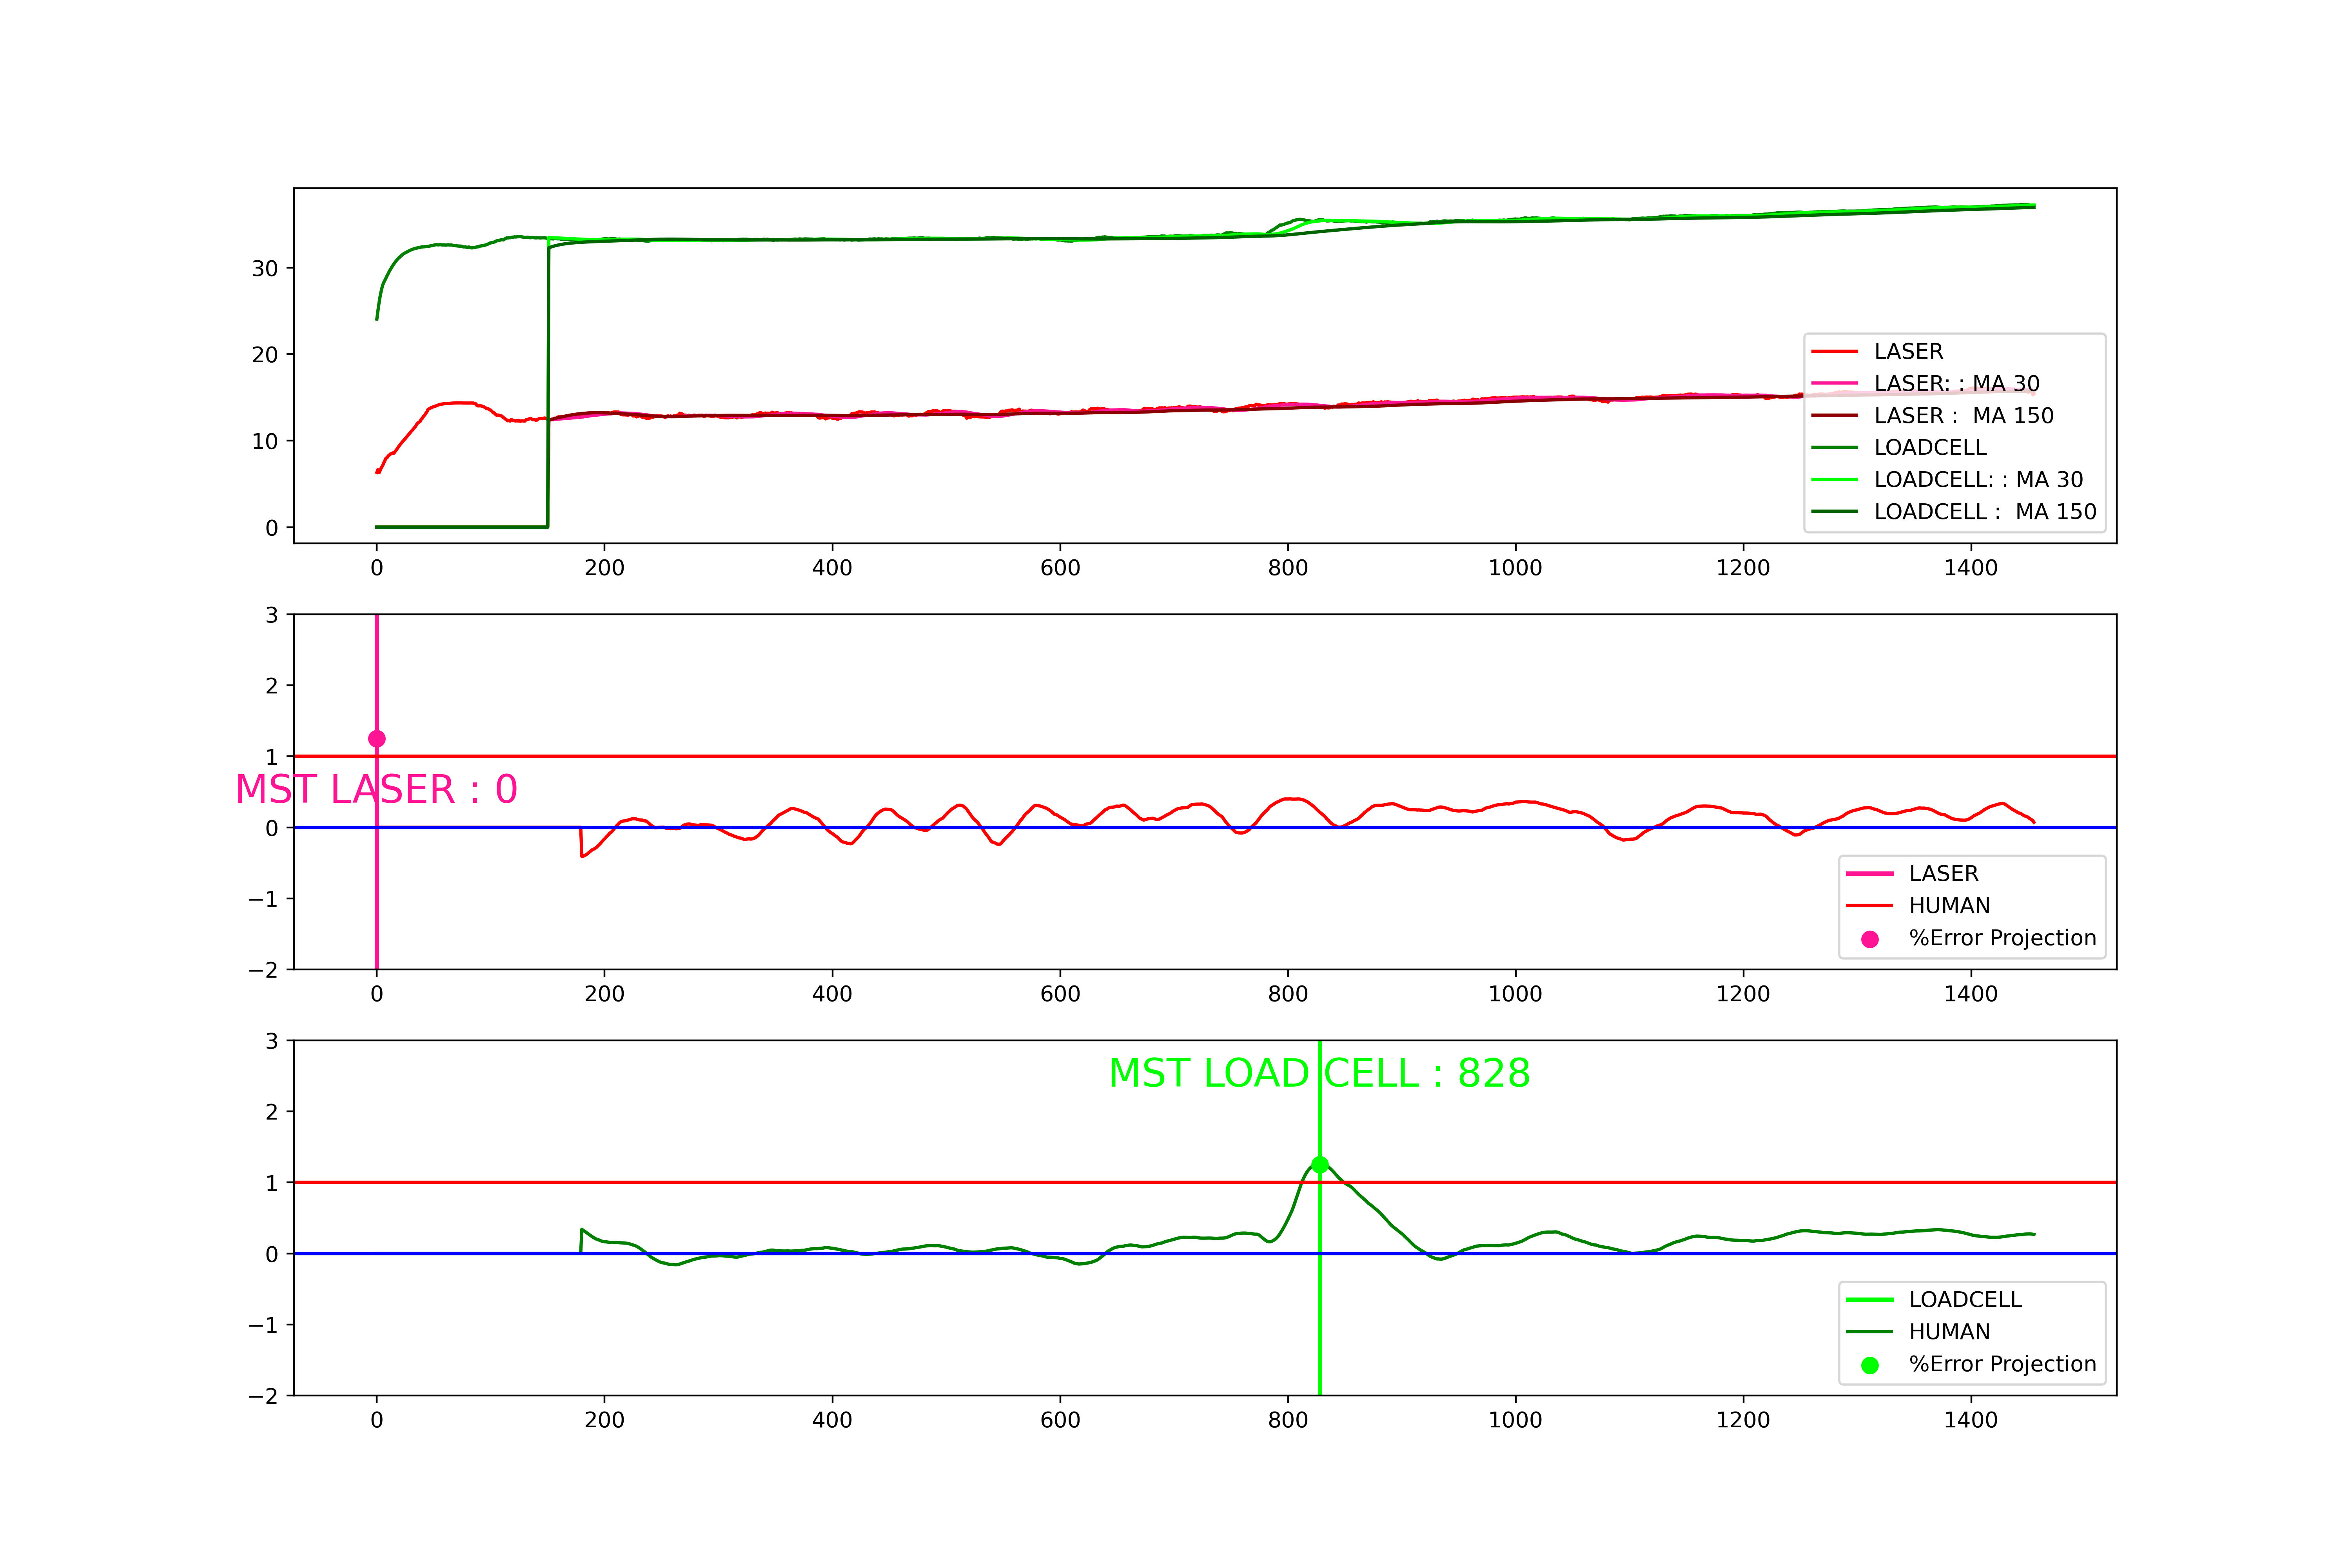 30
20
10
0
0 200 400 600 800 1000 1200 1400
LASER
LASER: : MA 30
LASER :  MA 150
LOADCELL
LOADCELL: : MA 30
LOADCELL :  MA 150
3
2
1
0
−1
−2
MST LASER : 0
0 200 400 600 800 1000 1200 1400
LASER
HUMAN
%Error Projection
3
2
1
0
−1
−2
MST LOAD CELL : 828
0 200 400 600 800 1000 1200 1400
LOADCELL
HUMAN
%Error Projection